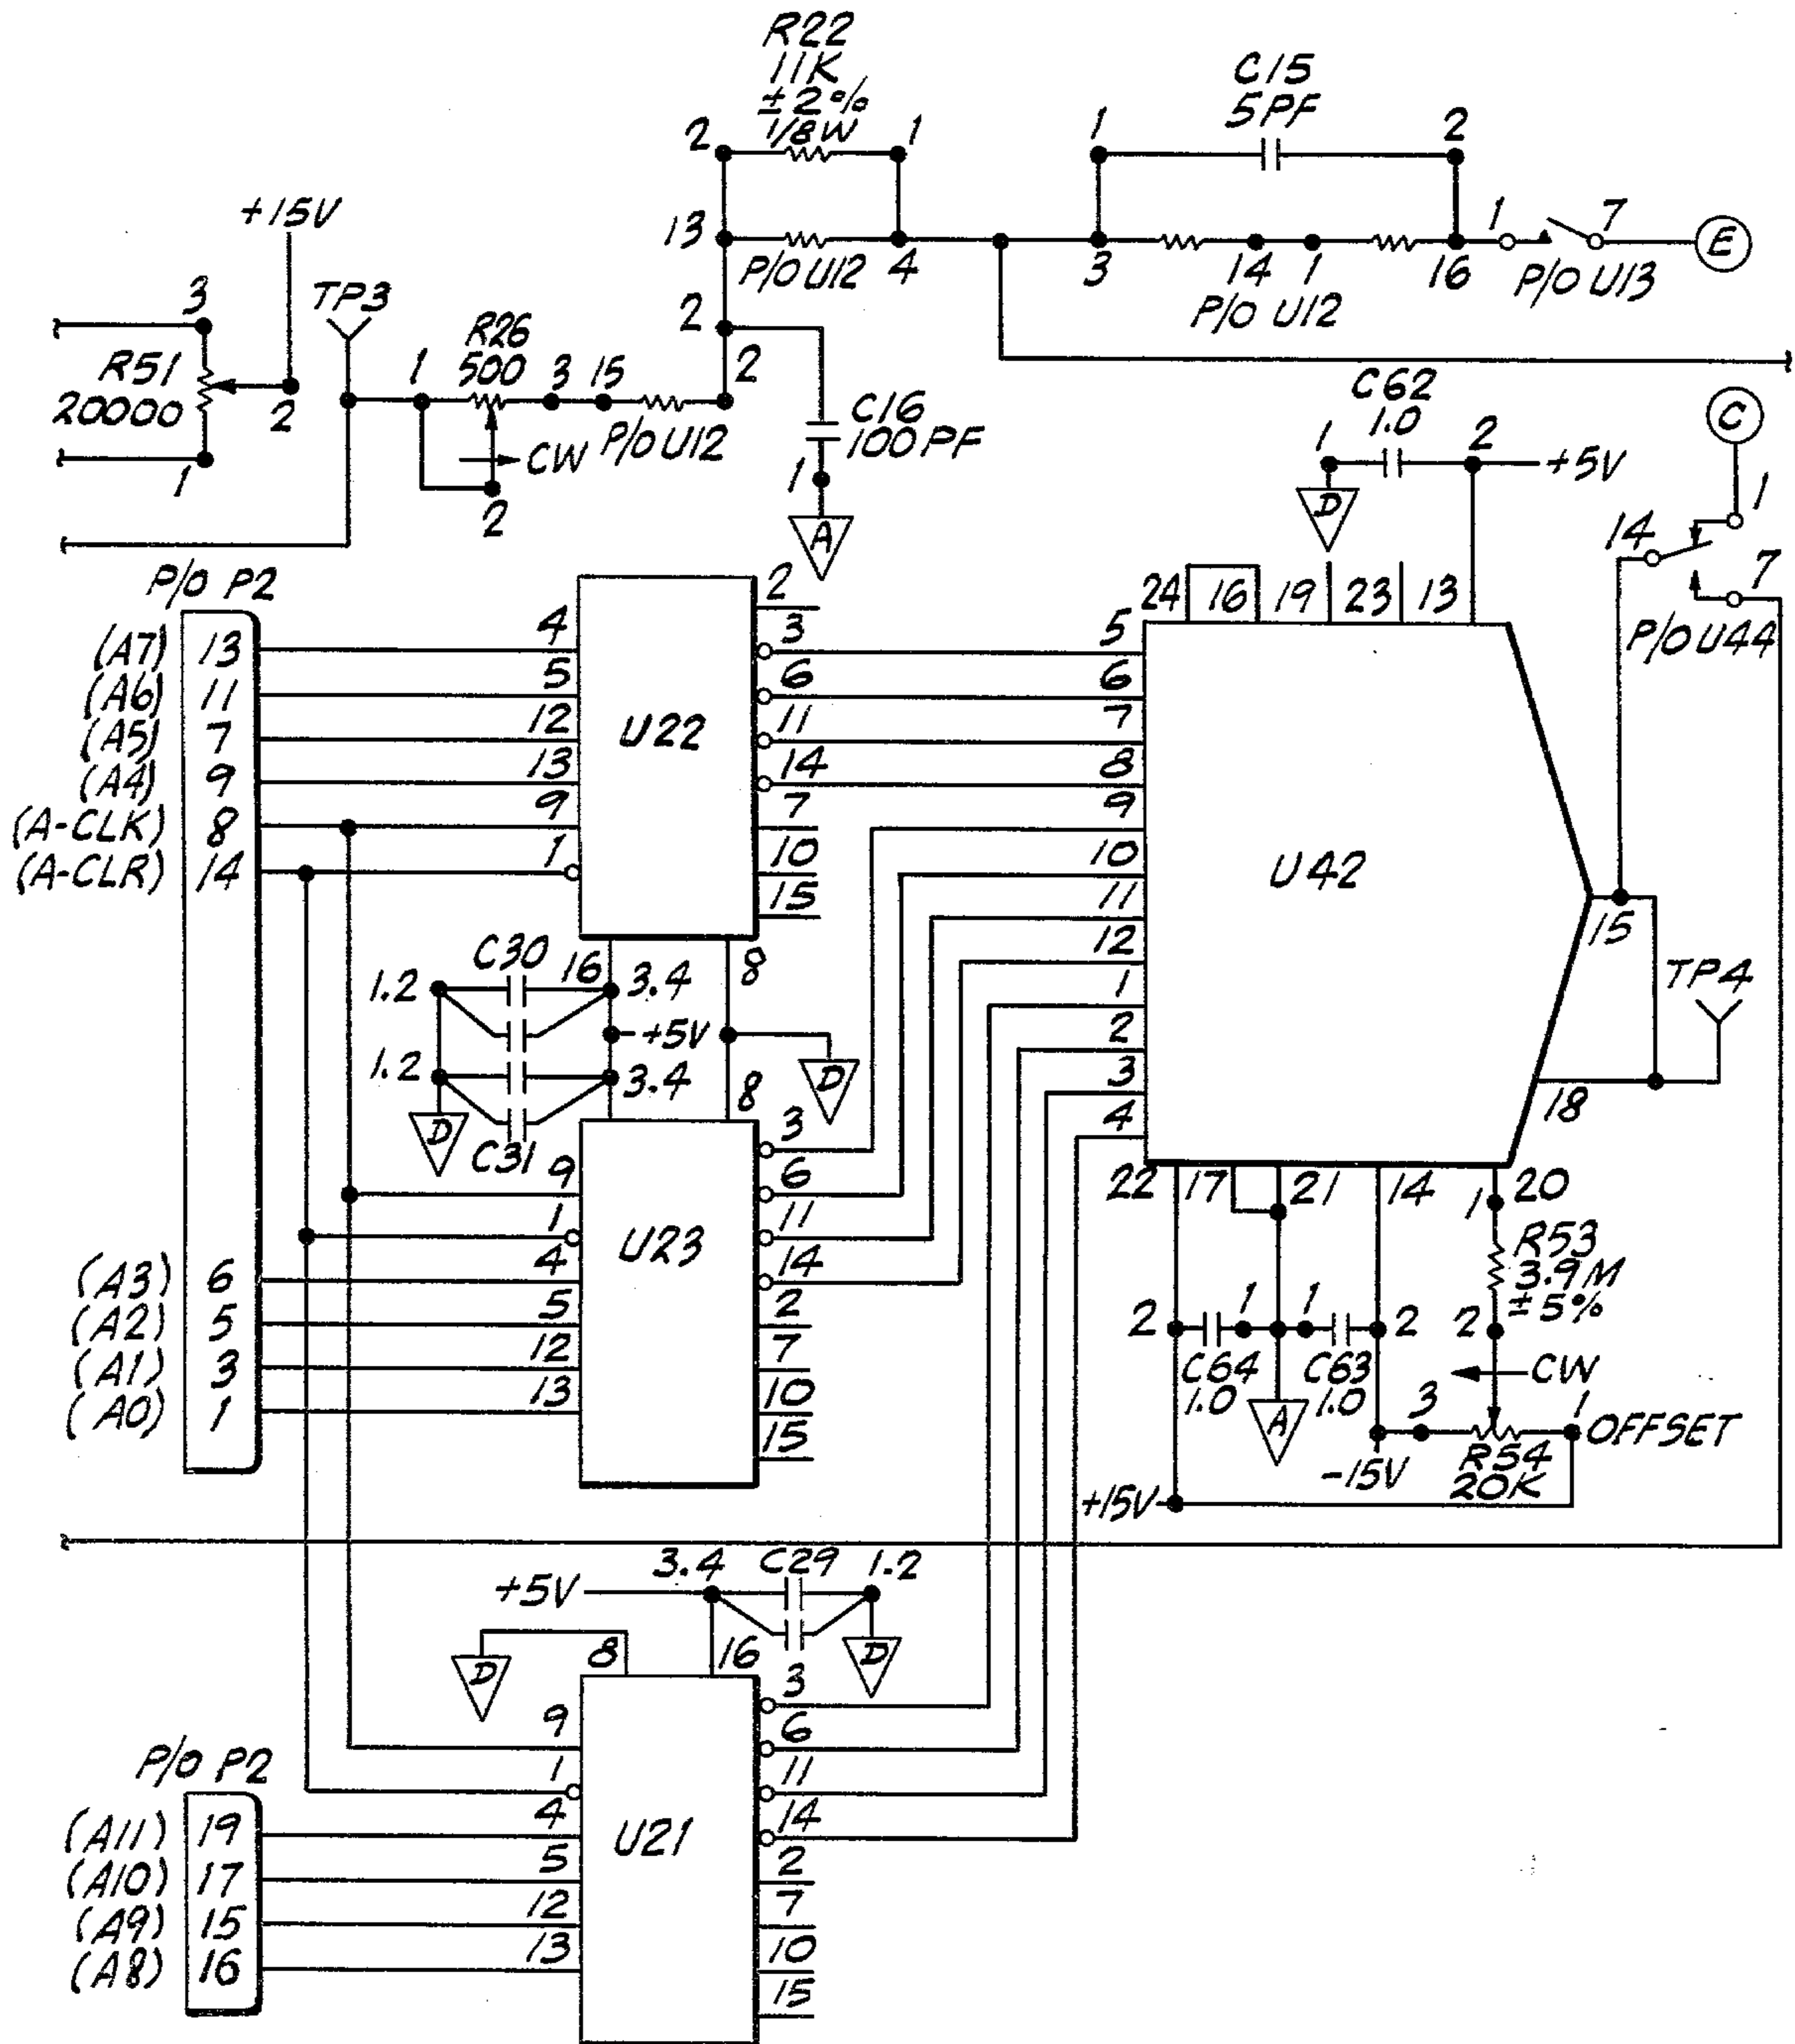 R22
11K
±2%
1/8W
2 1
C15
5PF
1 2
+15V
13 4
P/O U12
3 14 1 16
P/O U12
1 7
P/O U13
E
3
R51
20000
2
1
TP3
R26
500
1 3 15
2
CW
P/O U12
2
2
C16
100PF
1
A
C62
1.0
1 2
+5V
D
C
1
14
7
P/O U44
P/O P2
(A7) 13
(A6) 11
(A5) 7
(A4) 9
(A-CLK) 8
(A-CLR) 14
4
5
12
13
9
1
U22
2
3
6
11
14
7
10
15
24 16 19 23 13
5
6
7
8
9
10
11
12
1
2
3
4
U42
15
TP4
18
C30
1.2 16 3.4 8
+5V
1.2 3.4 8
D
D
C31
9
1
4
5
12
13
U23
3
6
11
14
2
7
10
15
(A3) 6
(A2) 5
(A1) 3
(A0) 1
22 17 21 14 1 20
R53
3.9M
±5%
2 1 1 2 2
C64
1.0
C63
1.0
CW
A
3 1
OFFSET
-15V
R54
20K
+15V
3.4 C29 1.2
+5V
D
8 16
D
P/O P2
(A11) 19
(A10) 17
(A9) 15
(A8) 16
9
1
4
5
12
13
U21
3
6
11
14
2
7
10
15